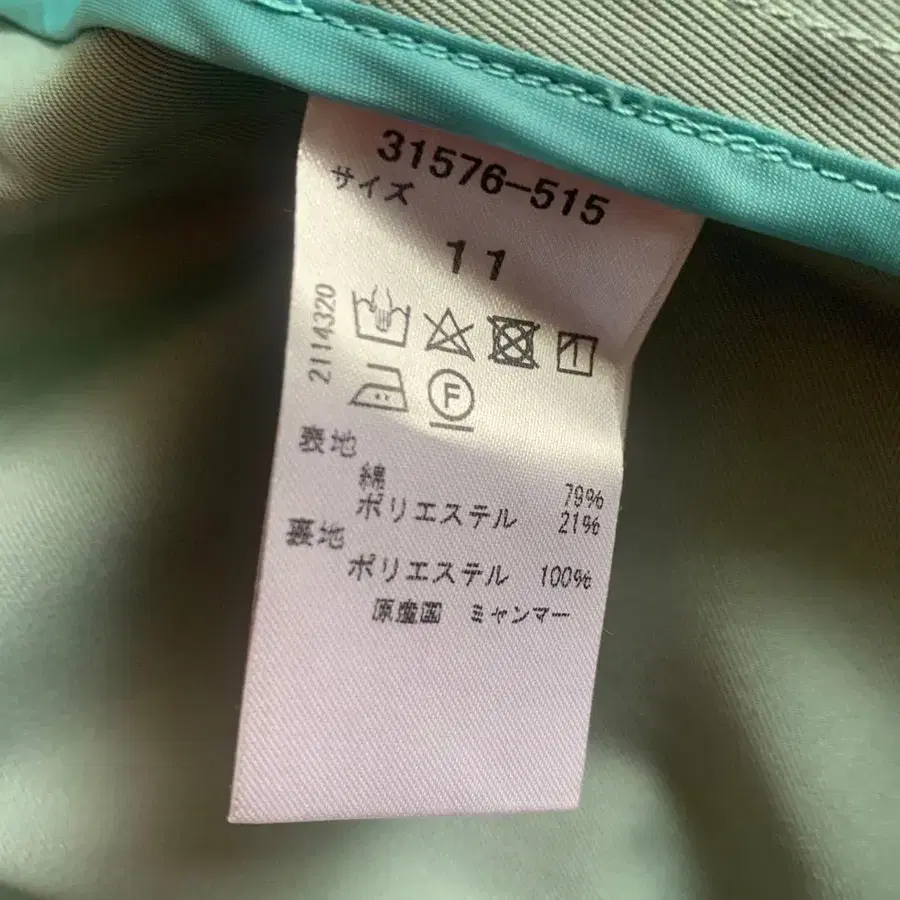 31576-515
サイズ
11
2114320
F
表地
綿 79%
ポリエステル 21%
裏地
ポリエステル 100%
原産国 ミャンマー